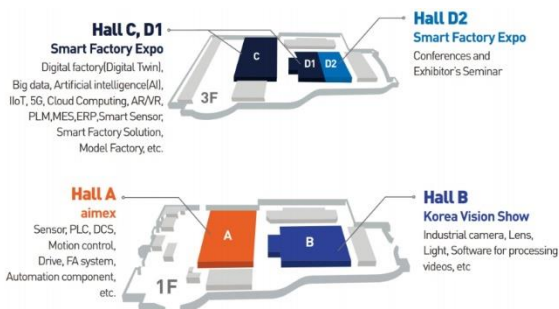 Hall C, D1
Smart Factory Expo
Digital factory(Digital Twin),
Big data, Artificial intelligence(AI),
IIoT, 5G, Cloud Computing, AR/VR,
PLM,MES,ERP,Smart Sensor,
Smart Factory Solution,
Model Factory, etc.
C
D1
D2
3F
Hall D2
Smart Factory Expo
Conferences and
Exhibitor's Seminar
Hall A
aimex
Sensor, PLC, DCS,
Motion control,
Drive, FA system,
Automation component,
etc.
A
B
1F
Hall B
Korea Vision Show
Industrial camera, Lens,
Light, Software for processing
videos, etc